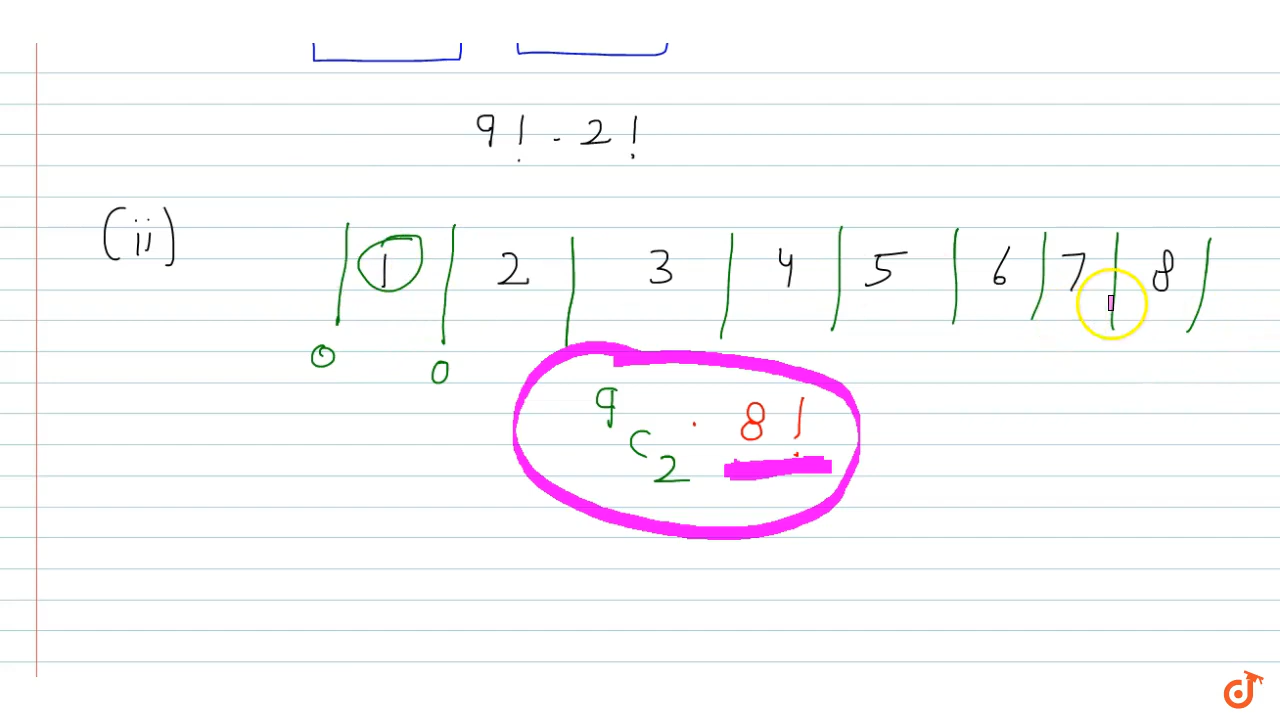 9! · 2!
(ii) | 1 | 2 | 3 | 4 | 5 | 6 | 7 | 8 |
0 0
9C2 · 8!